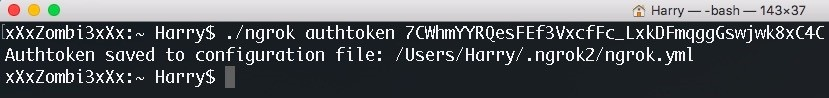 Harry — -bash — 143×37
xXxZombi3xXx:~ Harry$ ./ngrok authtoken 7CWhmYYRQesFEf3VxcfFc_LxkDFmqggGswjwk8xC4C
Authtoken saved to configuration file: /Users/Harry/.ngrok2/ngrok.yml
xXxZombi3xXx:~ Harry$